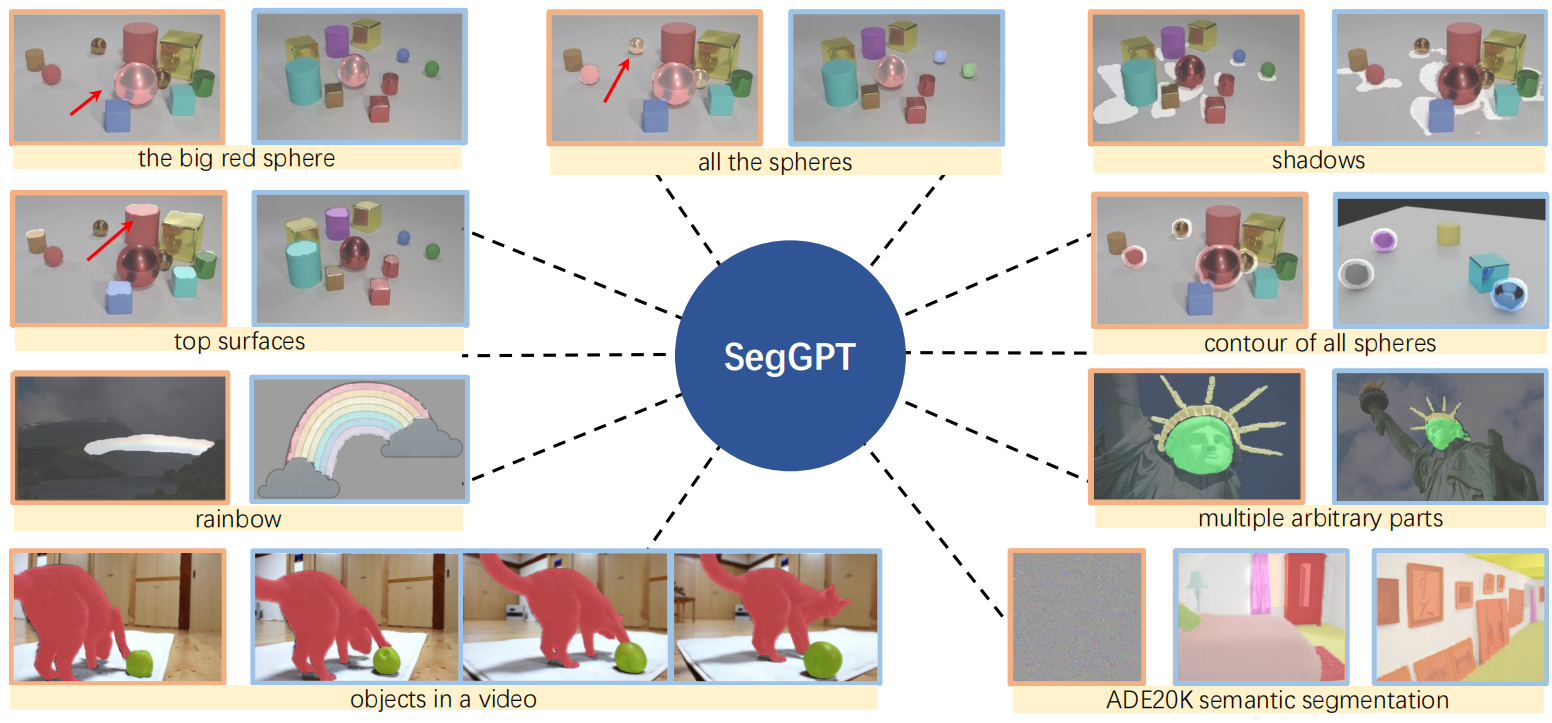 the big red sphere
all the spheres
shadows
top surfaces
SegGPT
contour of all spheres
rainbow
multiple arbitrary parts
objects in a video
ADE20K semantic segmentation